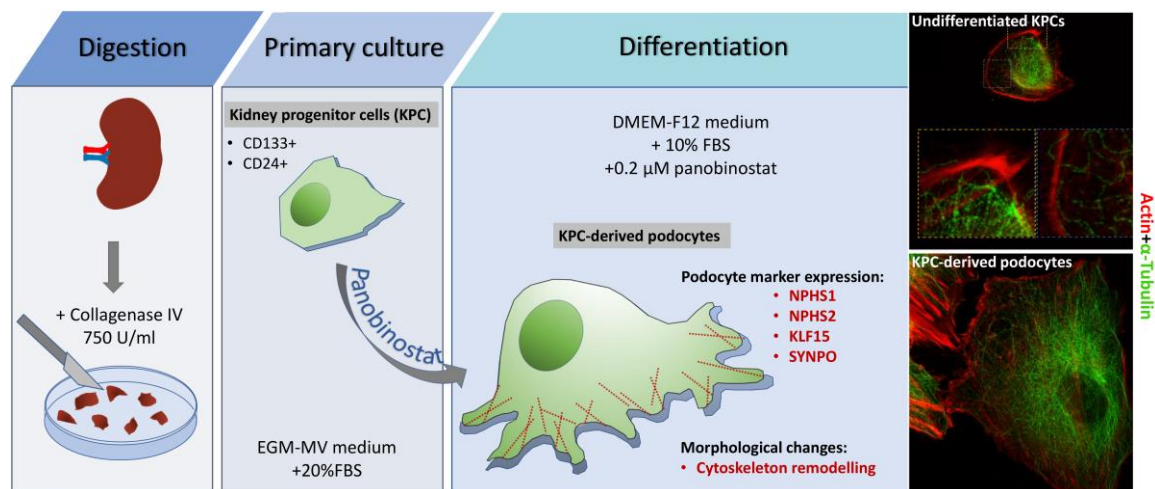 Digestion
Primary culture
Differentiation
+ Collagenase IV
750 U/ml
Kidney progenitor cells (KPC)
• CD133+
• CD24+
Panobinostat
EGM-MV medium
+20%FBS
DMEM-F12 medium
+ 10% FBS
+0.2 µM panobinostat
KPC-derived podocytes
Podocyte marker expression:
• NPHS1
• NPHS2
• KLF15
• SYNPO
Morphological changes:
• Cytoskeleton remodelling
Undifferentiated KPCs
KPC-derived podocytes
Actin+α-Tubulin